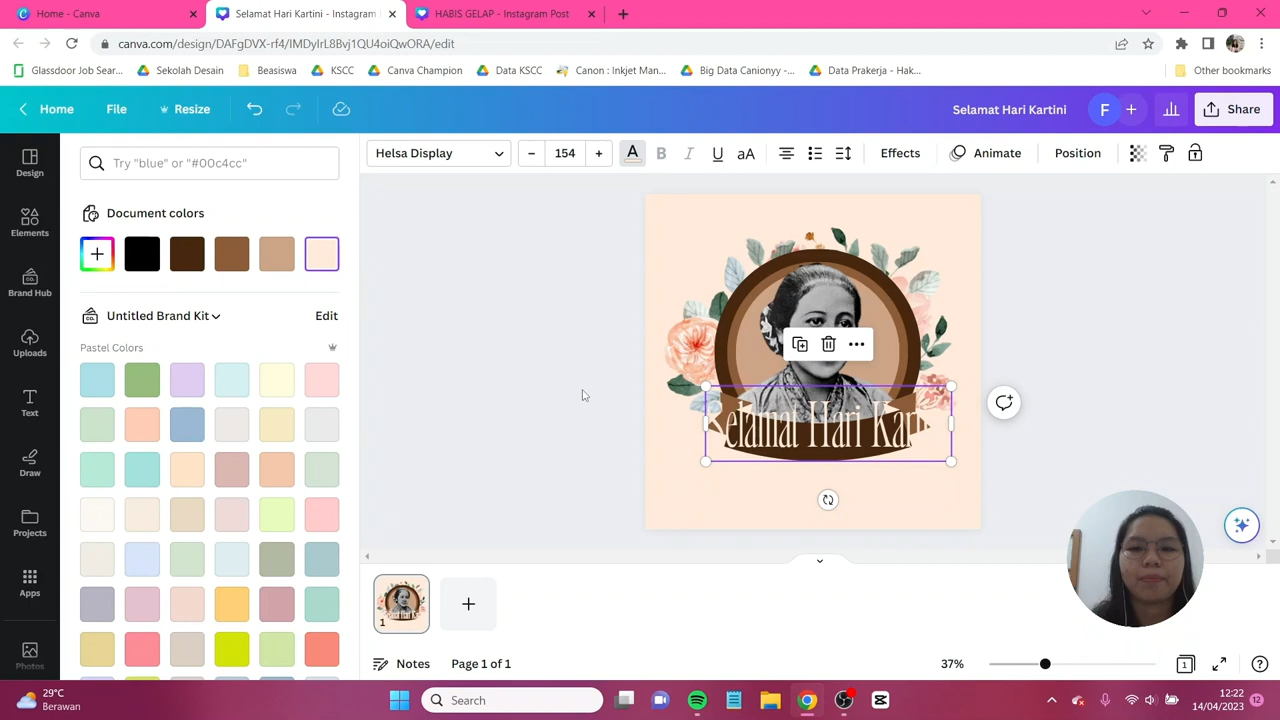 Home - Canva
Selamat Hari Kartini - Instagram
HABIS GELAP - Instagram Post
canva.com/design/DAFgDVX-rf4/IMDyIrL8Bvj1QU4oiQwORA/edit
Glassdoor Job Sear...
Sekolah Desain
Beasiswa
KSCC
Canva Champion
Data KSCC
Canon : Inkjet Man...
Big Data Canionyy -...
Data Prakerja - Hak...
Other bookmarks
Home
File
Resize
Selamat Hari Kartini
F
Share
Design
Elements
Brand Hub
Uploads
Text
Draw
Projects
Apps
Photos
Try "blue" or "#00c4cc"
Document colors
Untitled Brand Kit
Edit
Pastel Colors
Helsa Display
154
A
B
I
U
aA
Effects
Animate
Position
Selamat Hari Kart
1
Notes
Page 1 of 1
37%
1
29°C
Berawan
Search
12:22
14/04/2023
12